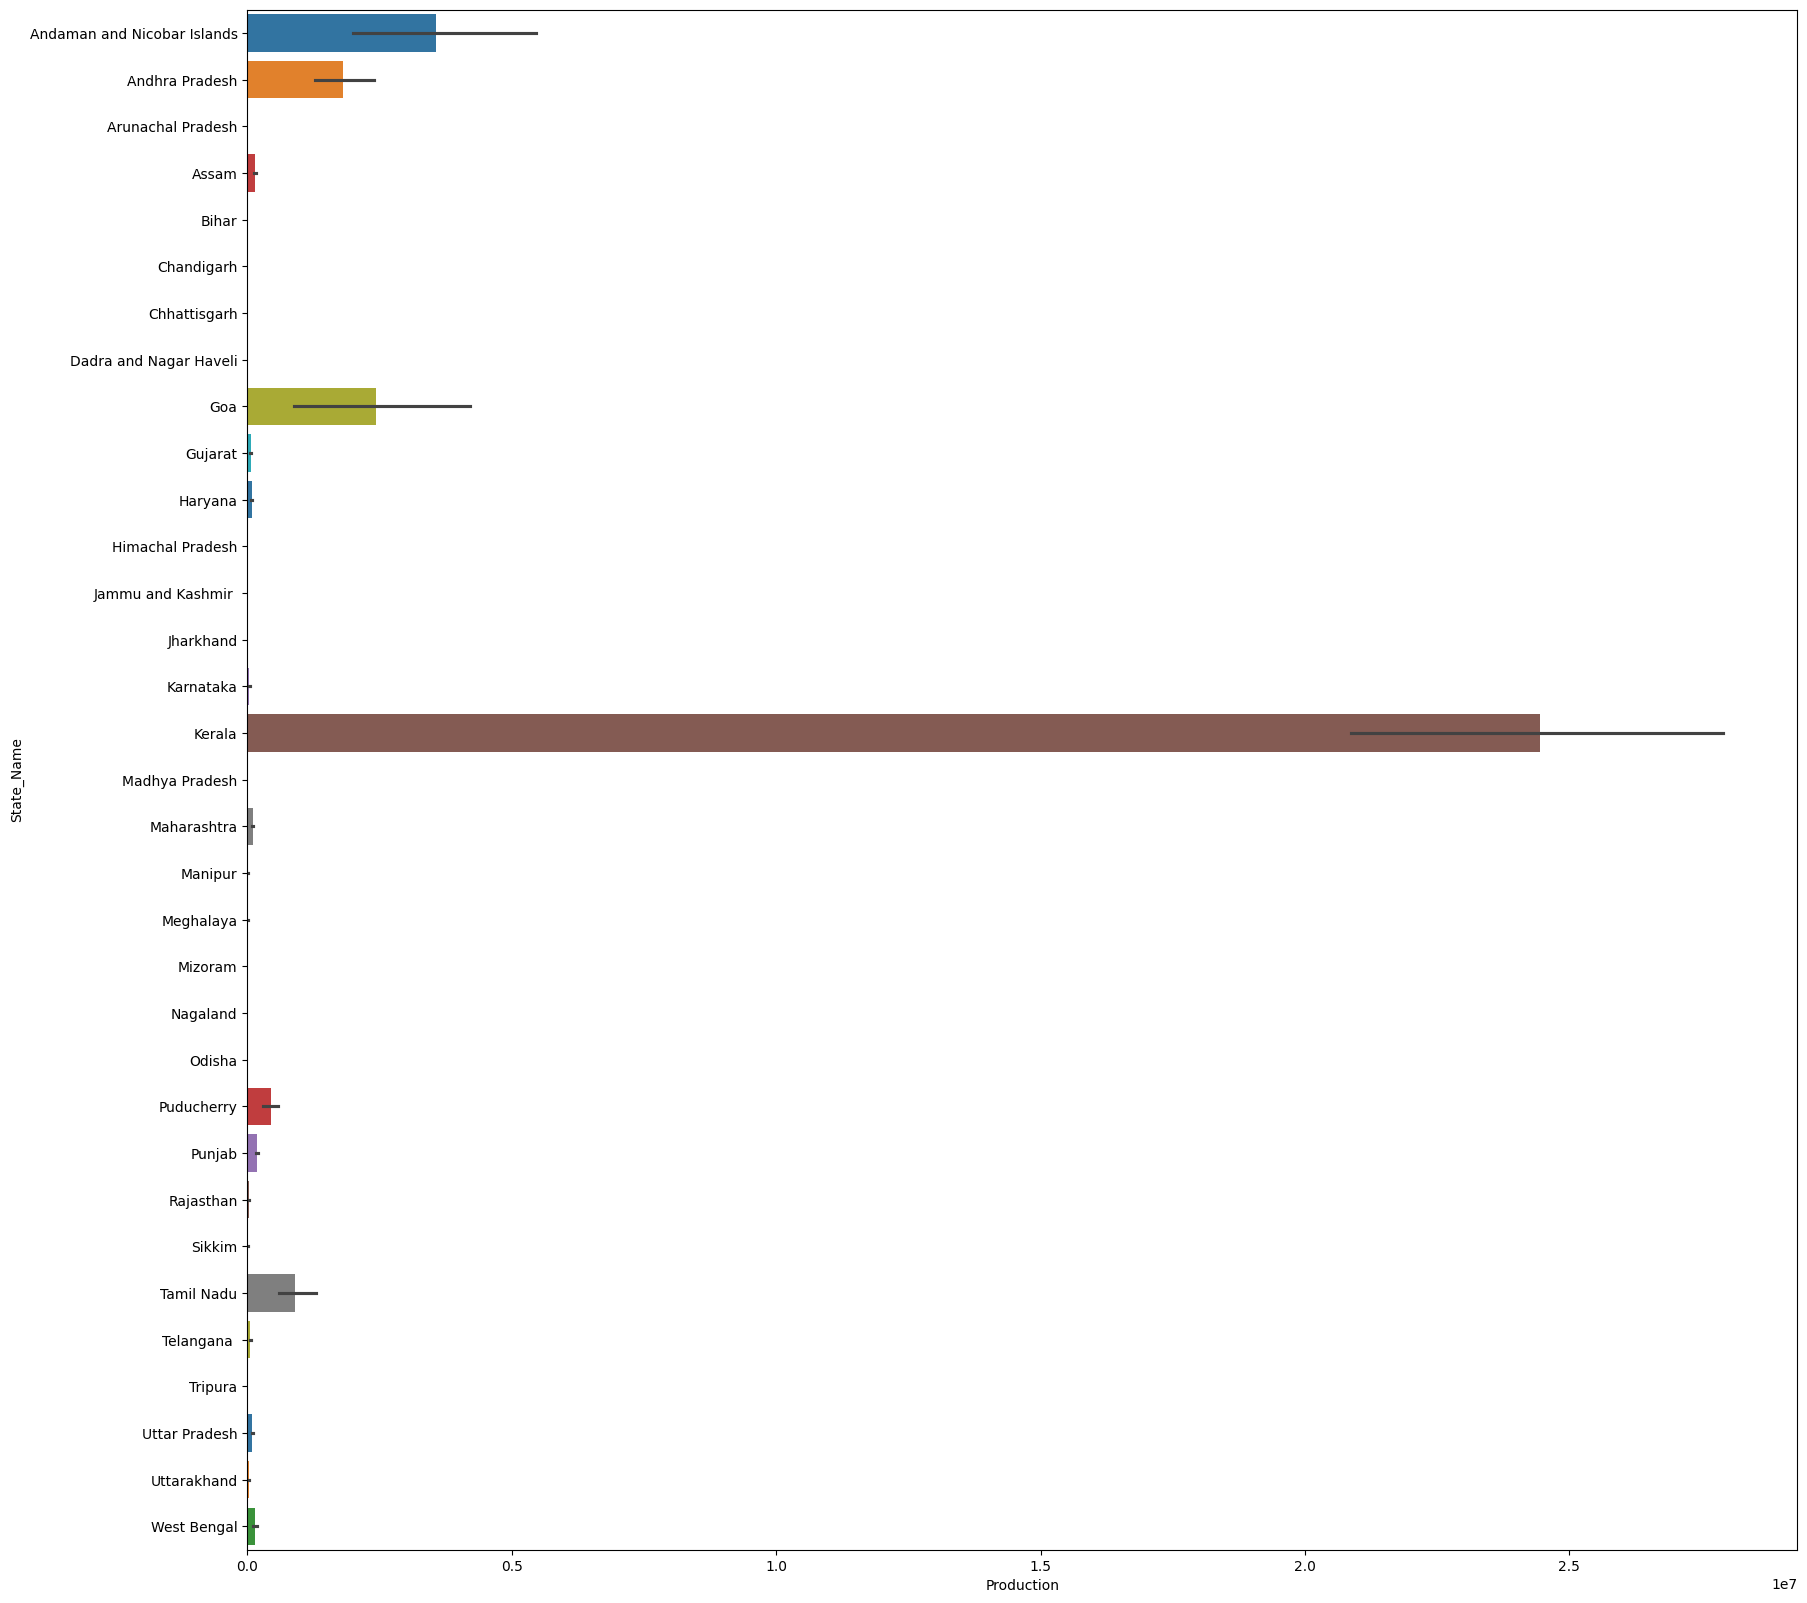 Andaman and Nicobar Islands
Andhra Pradesh
Arunachal Pradesh
Assam
Bihar
Chandigarh
Chhattisgarh
Dadra and Nagar Haveli
Goa
Gujarat
Haryana
Himachal Pradesh
Jammu and Kashmir
Jharkhand
Karnataka
Kerala
Madhya Pradesh
Maharashtra
Manipur
Meghalaya
Mizoram
Nagaland
Odisha
Puducherry
Punjab
Rajasthan
Sikkim
Tamil Nadu
Telangana
Tripura
Uttar Pradesh
Uttarakhand
West Bengal
State_Name
0.0 0.5 1.0 1.5 2.0 2.5
Production
1e7